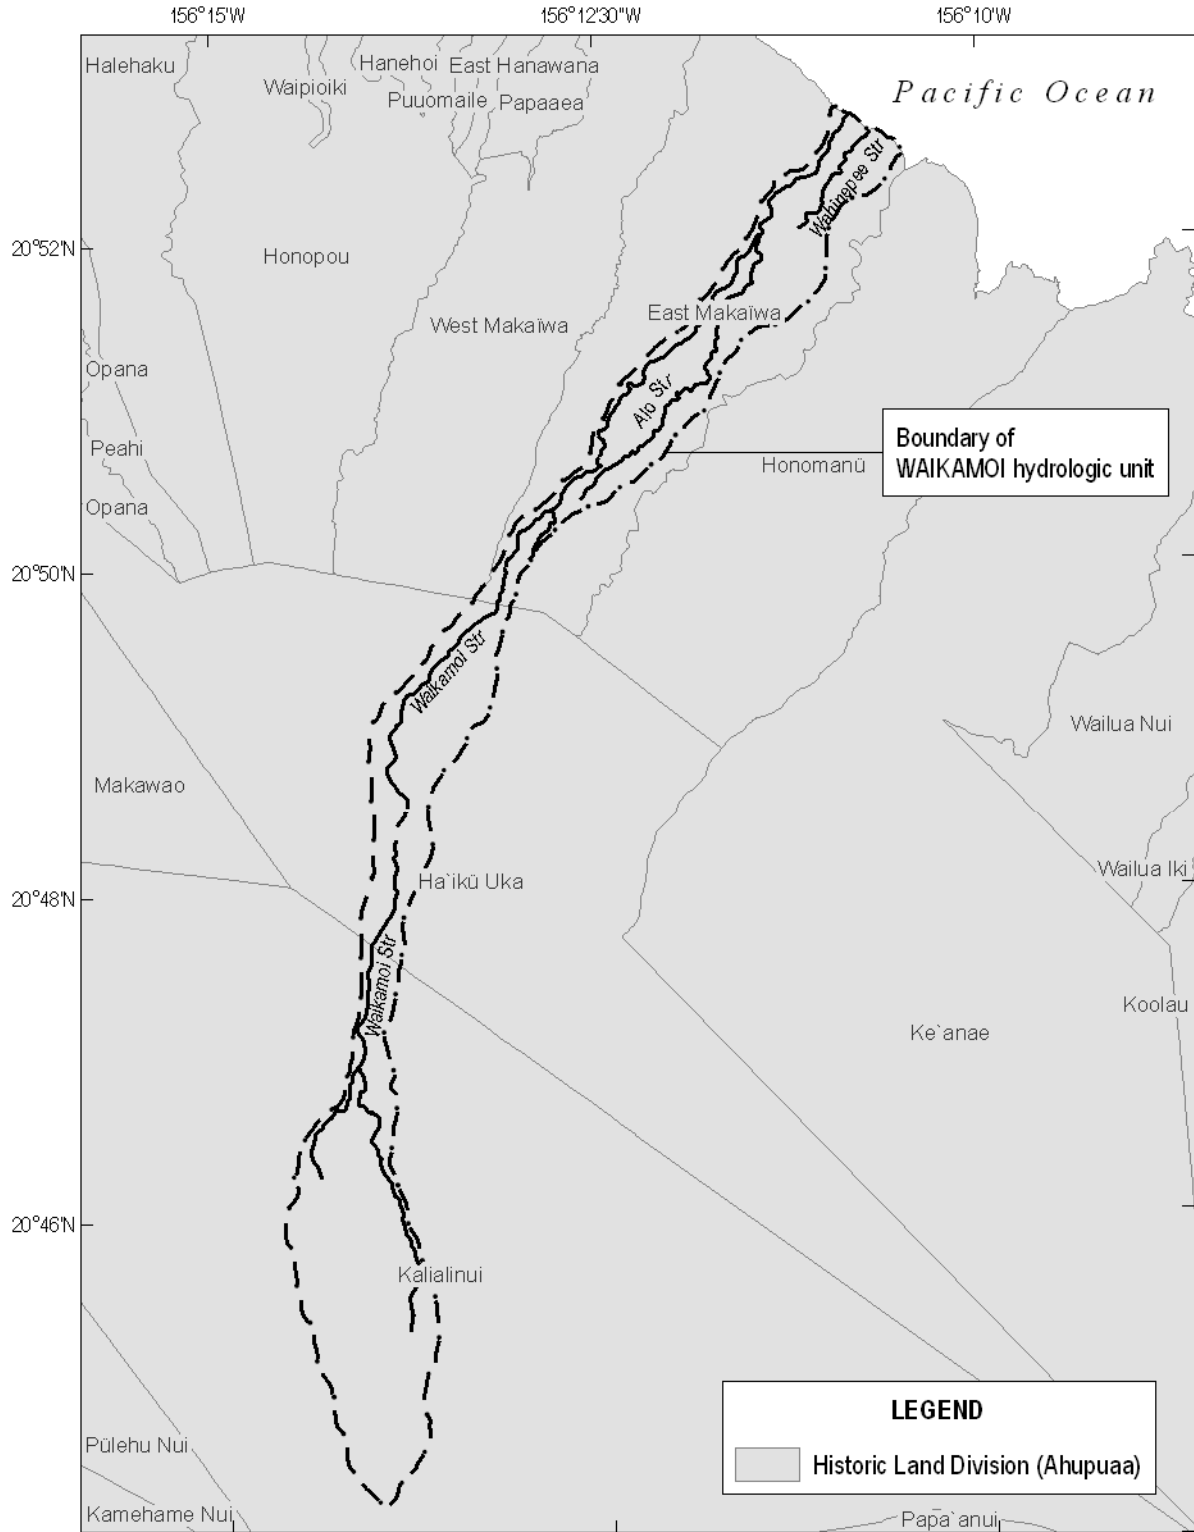 156°15'W
156°12'30"W
156°10'W
Halehaku
Hanehoi
East Hanawana
Waipioiki
Puuomaile
Papaaea
Pacific Ocean
Wahinepee Str
20°52'N
Honopou
East Makaïwa
West Makaïwa
Opana
Alo Str
Peahi
Boundary of
WAIKAMOI hydrologic unit
Honomanū
Opana
20°50'N
Waikamoi Str
Wailua Nui
Makawao
Wailua Iki
Ha`ikū Uka
20°48'N
Waikamoi Str
Koolau
Ke`anae
20°46'N
Kalialinui
LEGEND
Historic Land Division (Ahupuaa)
Pūlehu Nui
Kamehame Nui
Papa`anui